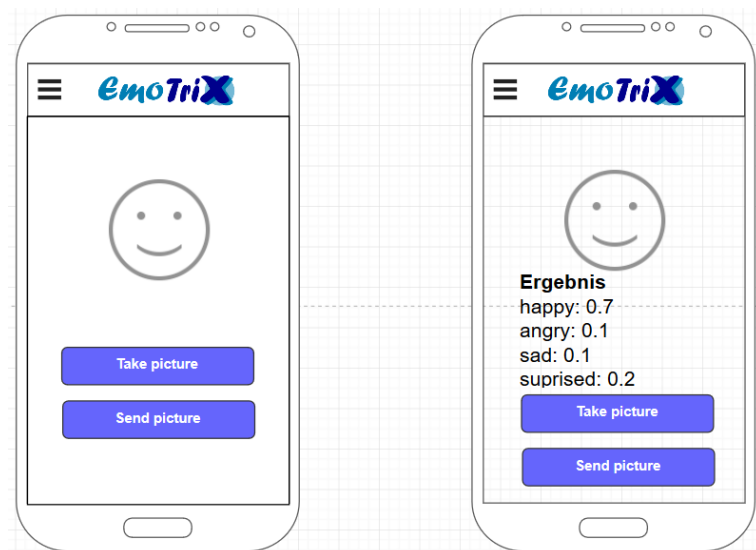 EmoTriX
Take picture
Send picture
EmoTriX
Ergebnis
happy: 0.7
angry: 0.1
sad: 0.1
suprised: 0.2
Take picture
Send picture